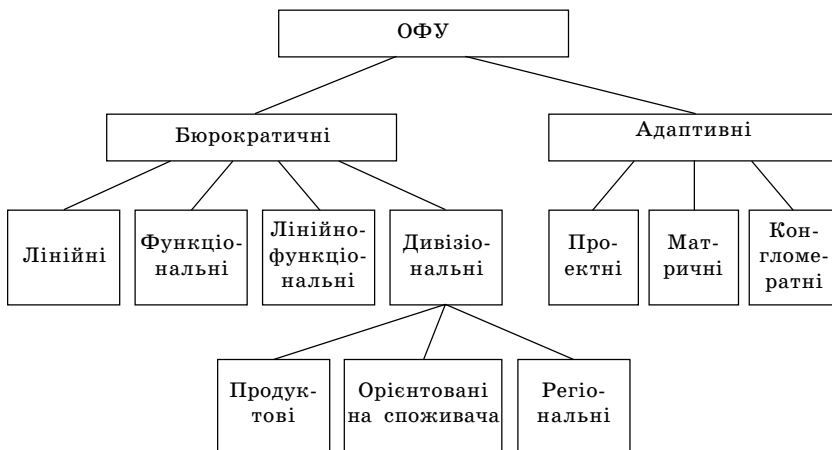 ОФУ
Бюрократичні
Адаптивні
Лінійні
Функціо-
нальні
Лінійно-
функціо-
нальні
Дивізіо-
нальні
Про-
ектні
Мат-
ричні
Кон-
гломе-
ратні
Продук-
тові
Орієнтовані
на споживача
Регіо-
нальні